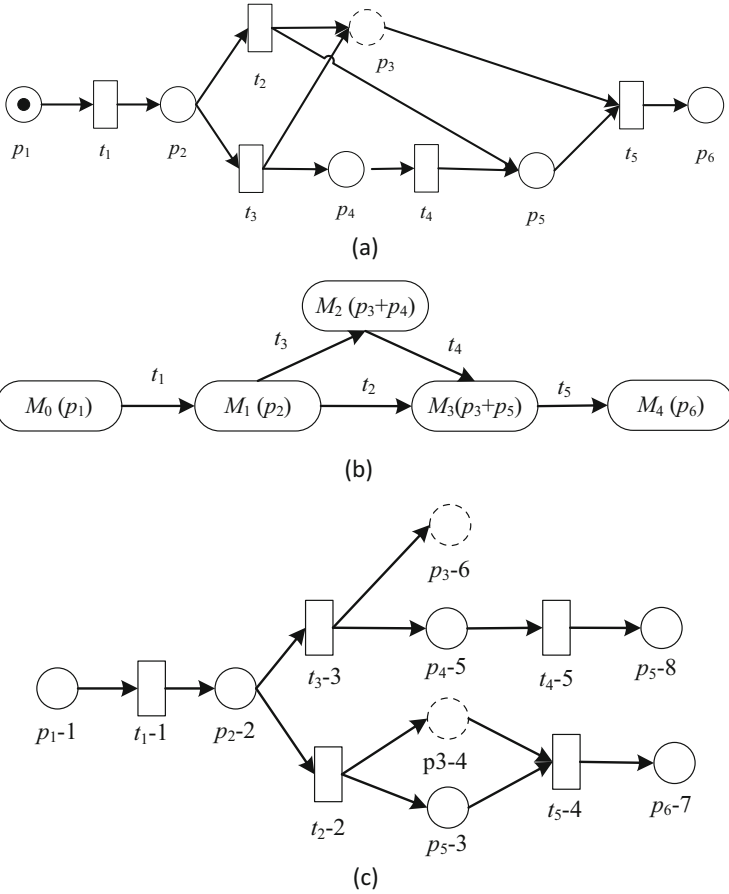 p₃
t₂
p₁ t₁ p₂ t₅ p₆
t₃ p₄ t₄ p₅
(a)
M₂ (p₃+p₄)
t₃ t₄
t₁ t₂ t₅
M₀ (p₁) M₁ (p₂) M₃(p₃+p₅) M₄ (p₆)
(b)
p₃-6
t₃-3 p₄-5 t₄-5 p₅-8
p₁-1 t₁-1 p₂-2 p3-4
t₂-2 p₅-3 t₅-4 p₆-7
(c)